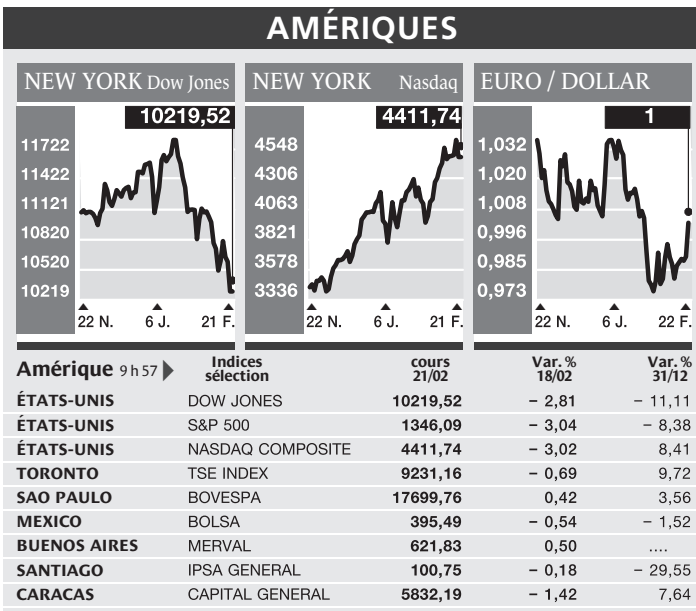 AMÉRIQUES
NEW YORK Dow Jones
10219,52
11722
11422
11121
10820
10520
10219
22 N. 6 J. 21 F.
NEW YORK Nasdaq
4411,74
4548
4306
4063
3821
3578
3336
22 N. 6 J. 21 F.
EURO / DOLLAR
1
1,032
1,020
1,008
0,996
0,985
0,973
22 N. 6 J. 22 F.
Amérique 9 h 57 Indices sélection cours 21/02 Var. % 18/02 Var. % 31/12
ÉTATS-UNIS DOW JONES 10219,52 – 2,81 – 11,11
ÉTATS-UNIS S&P 500 1346,09 – 3,04 – 8,38
ÉTATS-UNIS NASDAQ COMPOSITE 4411,74 – 3,02 8,41
TORONTO TSE INDEX 9231,16 – 0,69 9,72
SAO PAULO BOVESPA 17699,76 0,42 3,56
MEXICO BOLSA 395,49 – 0,54 – 1,52
BUENOS AIRES MERVAL 621,83 0,50 ....
SANTIAGO IPSA GENERAL 100,75 – 0,18 – 29,55
CARACAS CAPITAL GENERAL 5832,19 – 1,42 7,64